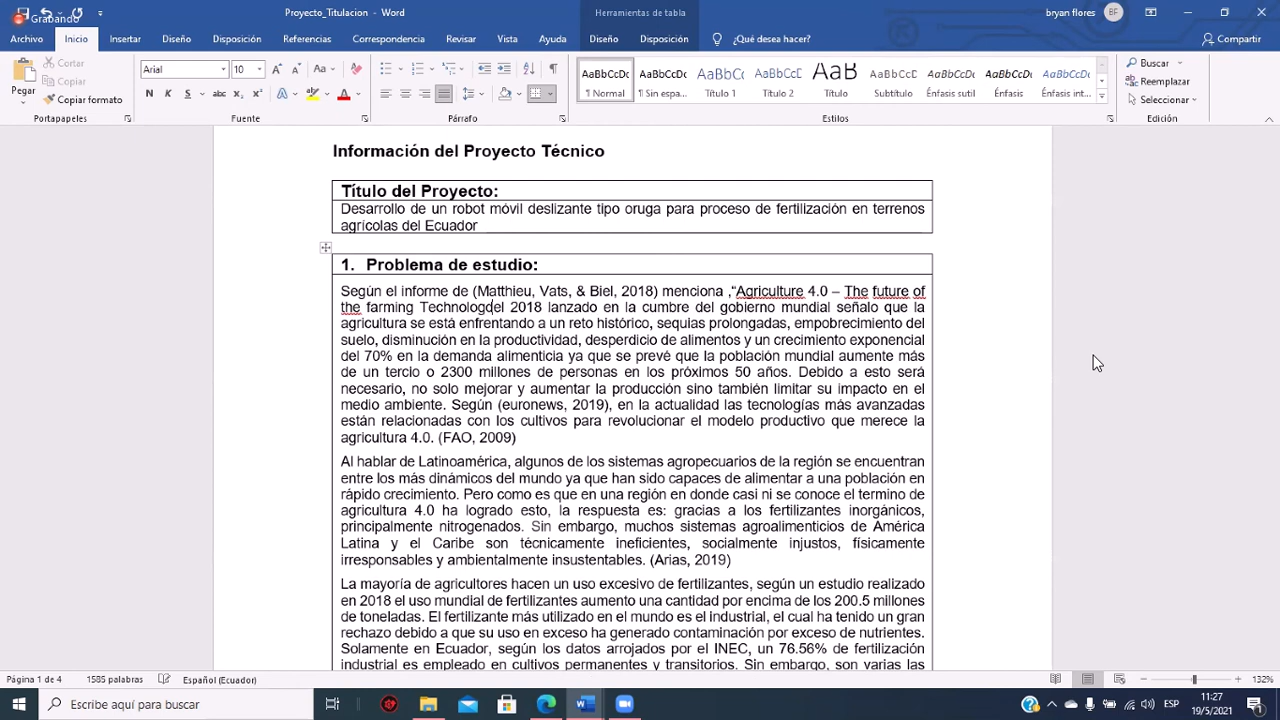 Grabando
Proyecto_Titulacion - Word
Herramientas de tabla
bryan flores
BF
Archivo Inicio Insertar Diseño Disposición Referencias Correspondencia Revisar Vista Ayuda Diseño Disposición ¿Qué desea hacer? Compartir
Pegar
Cortar
Copiar
Copiar formato
Portapapeles
Arial 10
Fuente
Párrafo
AaBbCcDc AaBbCcDc AaBbCc AaBbCcD AaB AaBbCcD AaBbCcDc AaBbCcDc AaBbCcDc
¶ Normal ¶ Sin espa... Título 1 Título 2 Título Subtítulo Énfasis sutil Énfasis Énfasis int...
Estilos
Buscar
Reemplazar
Seleccionar
Edición
Información del Proyecto Técnico
Título del Proyecto:
Desarrollo de un robot móvil deslizante tipo oruga para proceso de fertilización en terrenos
agrícolas del Ecuador
1. Problema de estudio:
Según el informe de (Matthieu, Vats, & Biel, 2018) menciona ,“Agriculture 4.0 – The future of
the farming Technologdel 2018 lanzado en la cumbre del gobierno mundial señalo que la
agricultura se está enfrentando a un reto histórico, sequias prolongadas, empobrecimiento del
suelo, disminución en la productividad, desperdicio de alimentos y un crecimiento exponencial
del 70% en la demanda alimenticia ya que se prevé que la población mundial aumente más
de un tercio o 2300 millones de personas en los próximos 50 años. Debido a esto será
necesario, no solo mejorar y aumentar la producción sino también limitar su impacto en el
medio ambiente. Según (euronews, 2019), en la actualidad las tecnologías más avanzadas
están relacionadas con los cultivos para revolucionar el modelo productivo que merece la
agricultura 4.0. (FAO, 2009)
Al hablar de Latinoamérica, algunos de los sistemas agropecuarios de la región se encuentran
entre los más dinámicos del mundo ya que han sido capaces de alimentar a una población en
rápido crecimiento. Pero como es que en una región en donde casi ni se conoce el termino de
agricultura 4.0 ha logrado esto, la respuesta es: gracias a los fertilizantes inorgánicos,
principalmente nitrogenados. Sin embargo, muchos sistemas agroalimenticios de América
Latina y el Caribe son técnicamente ineficientes, socialmente injustos, físicamente
irresponsables y ambientalmente insustentables. (Arias, 2019)
La mayoría de agricultores hacen un uso excesivo de fertilizantes, según un estudio realizado
en 2018 el uso mundial de fertilizantes aumento una cantidad por encima de los 200.5 millones
de toneladas. El fertilizante más utilizado en el mundo es el industrial, el cual ha tenido un gran
rechazo debido a que su uso en exceso ha generado contaminación por exceso de nutrientes.
Solamente en Ecuador, según los datos arrojados por el INEC, un 76.56% de fertilización
industrial es empleado en cultivos permanentes y transitorios. Sin embargo, son varias las
Página 1 de 4 1585 palabras Español (Ecuador) 132%
Escribe aquí para buscar
ESP
11:27
19/5/2021